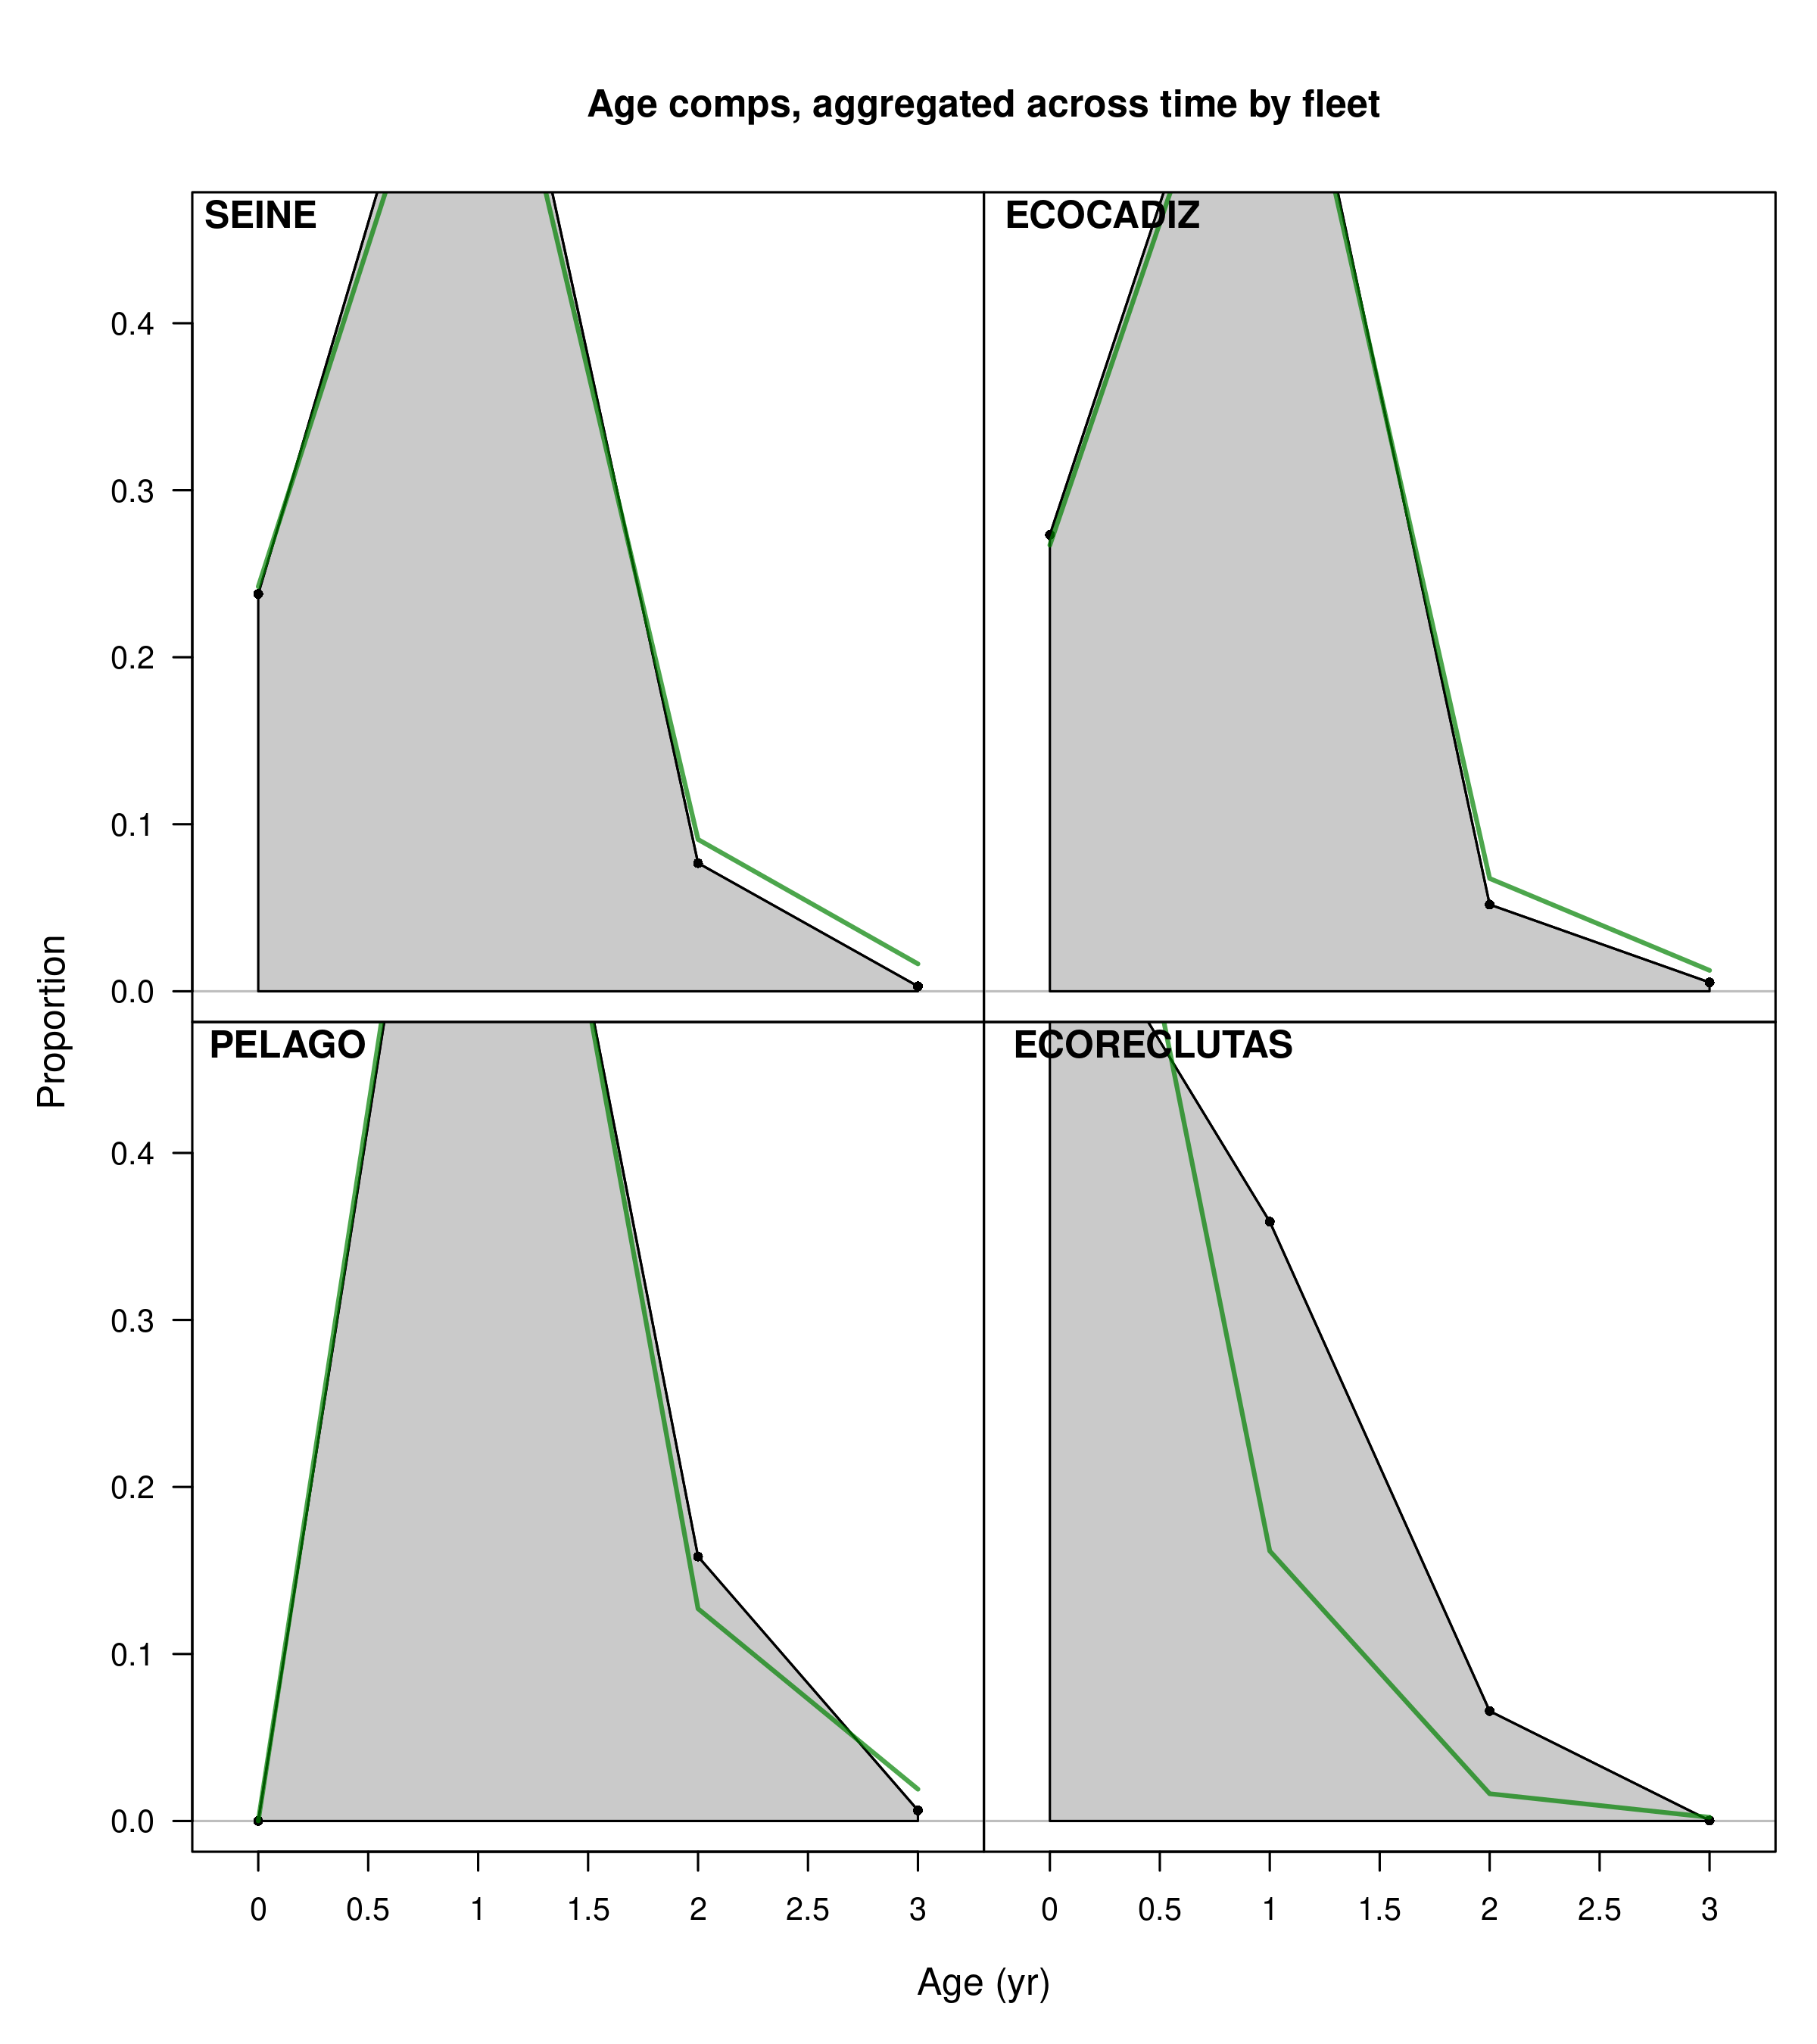 Age comps, aggregated across time by fleet
SEINE
ECOCADIZ
0.4
0.3
0.2
0.1
0.0
Proportion
PELAGO
ECORECLUTAS
0.4
0.3
0.2
0.1
0.0
0 0.5 1 1.5 2 2.5 3
0 0.5 1 1.5 2 2.5 3
Age (yr)